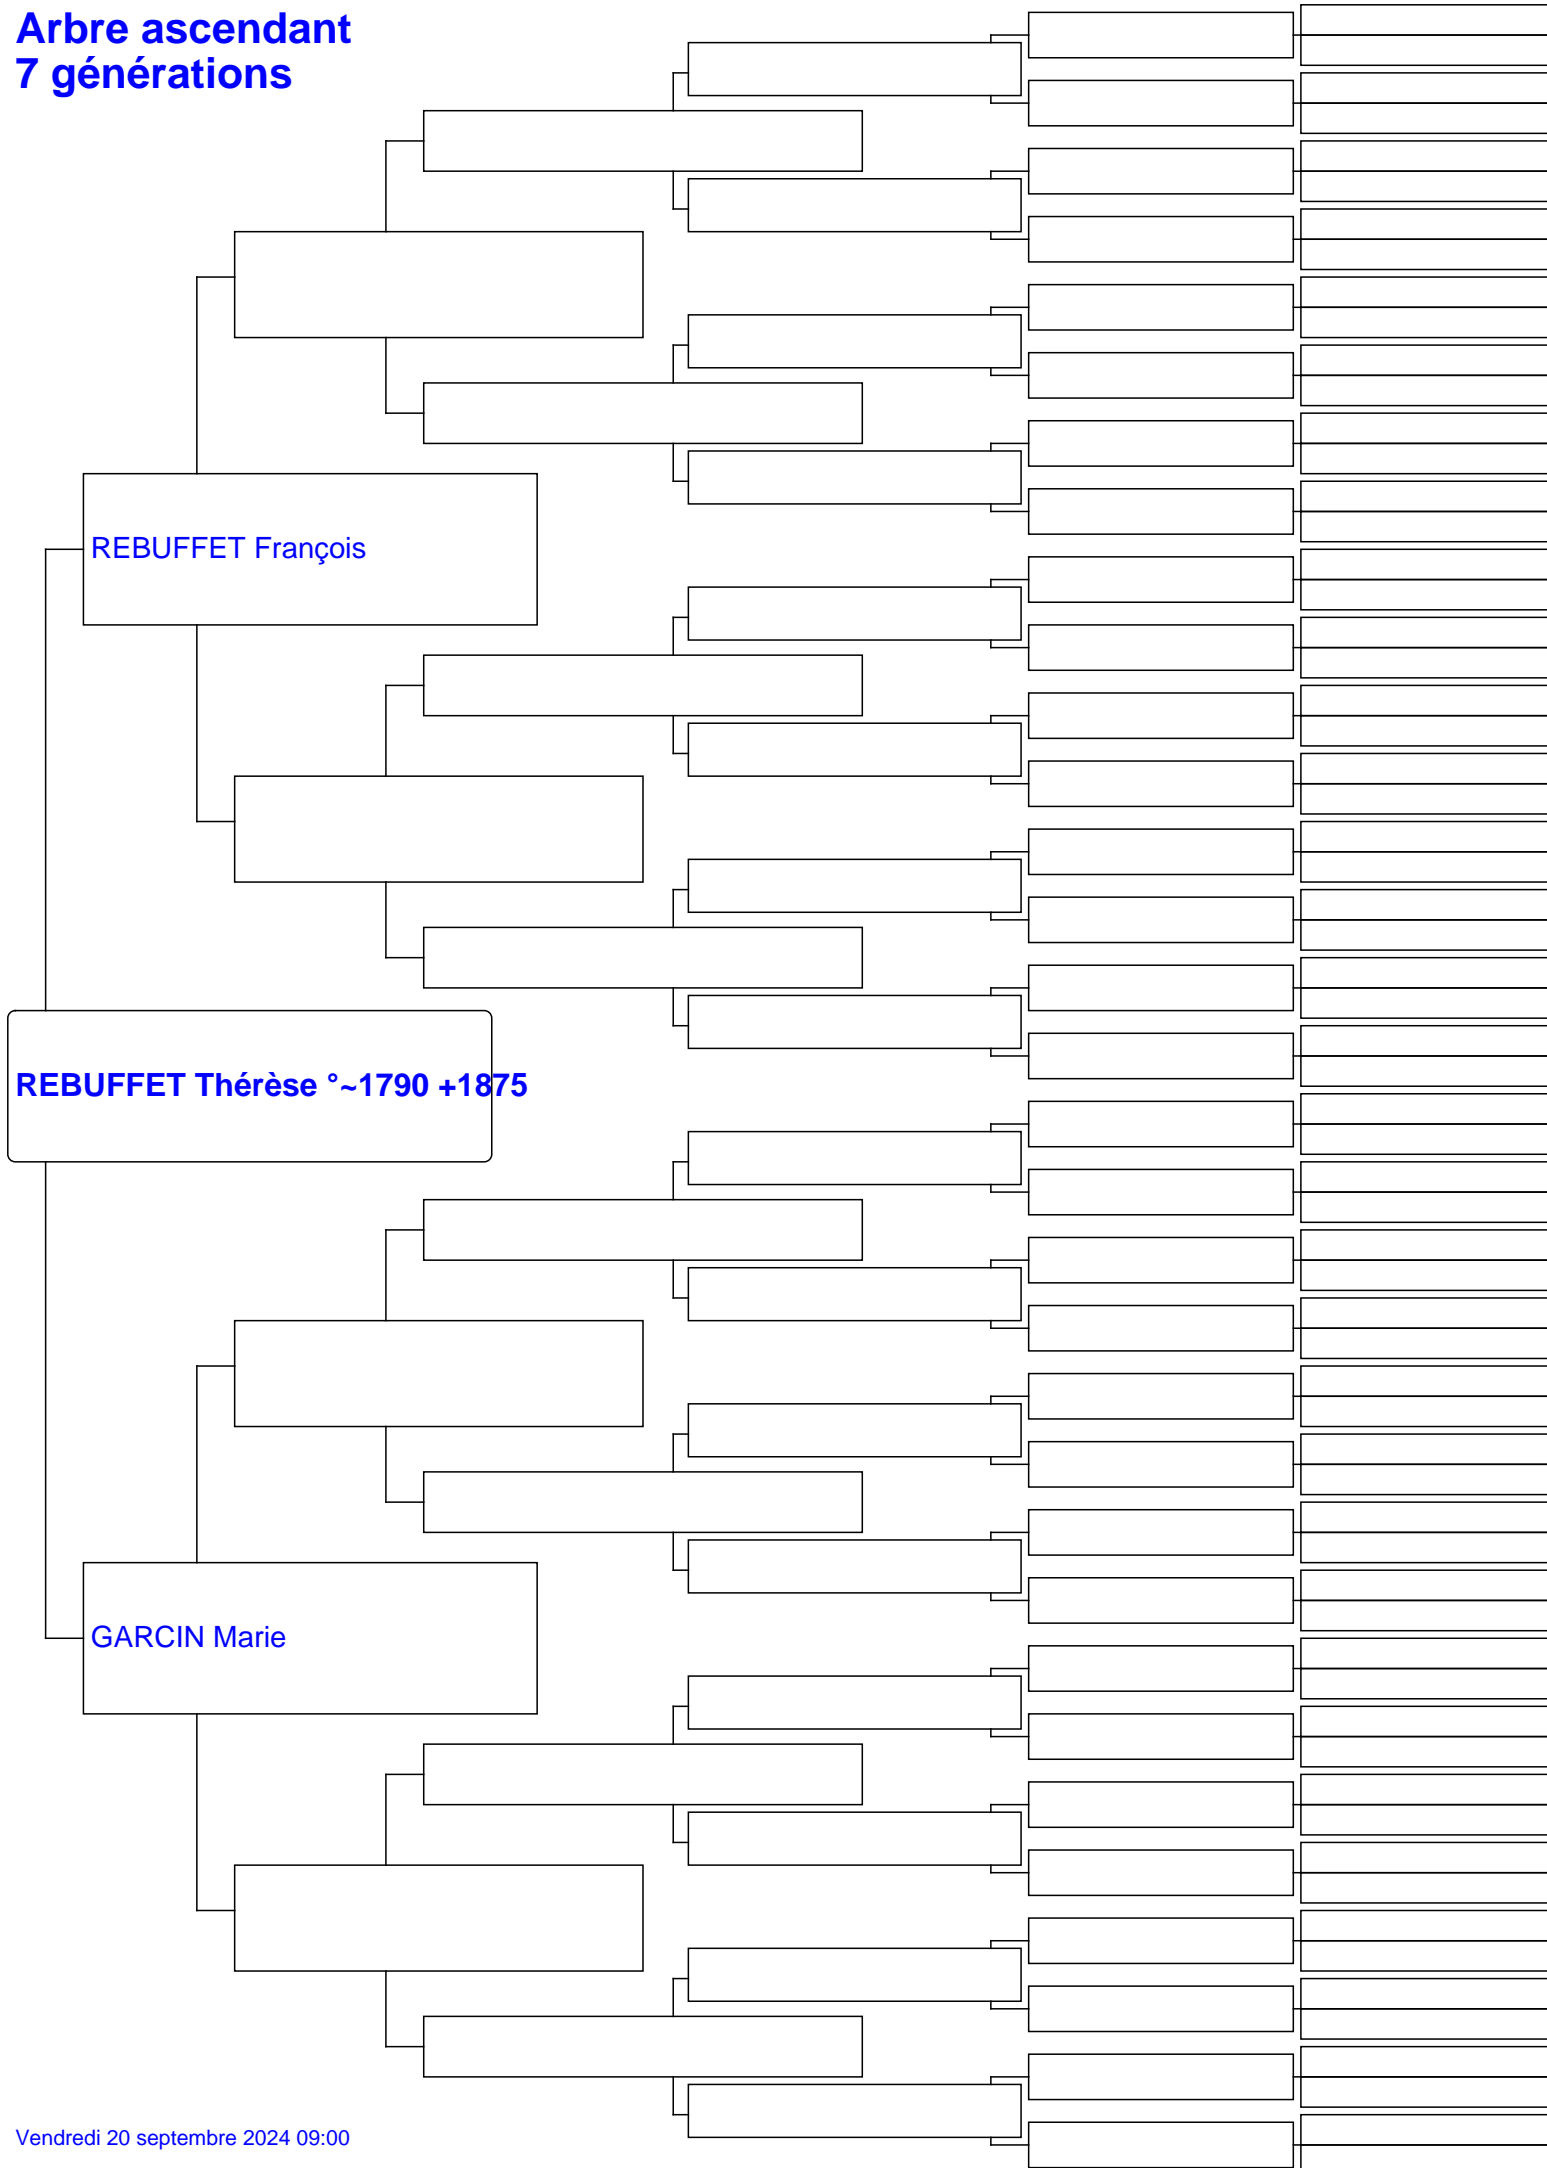 Arbre ascendant
7 générations
REBUFFET François
REBUFFET Thérèse °~1790 +1875
GARCIN Marie
Vendredi 20 septembre 2024 09:00